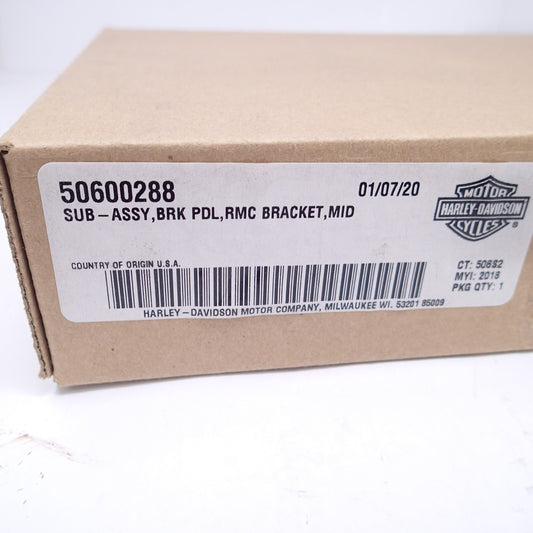 50600288 01/07/20
SUB-ASSY,BRK PDL,RMC BRACKET,MID
MOTOR
HARLEY-DAVIDSON
CYCLES
®
COUNTRY OF ORIGIN U.S.A.
CT: 50682
MYI: 2018
PKG QTY: 1
HARLEY-DAVIDSON MOTOR COMPANY, MILWAUKEE WI. 53201 85009